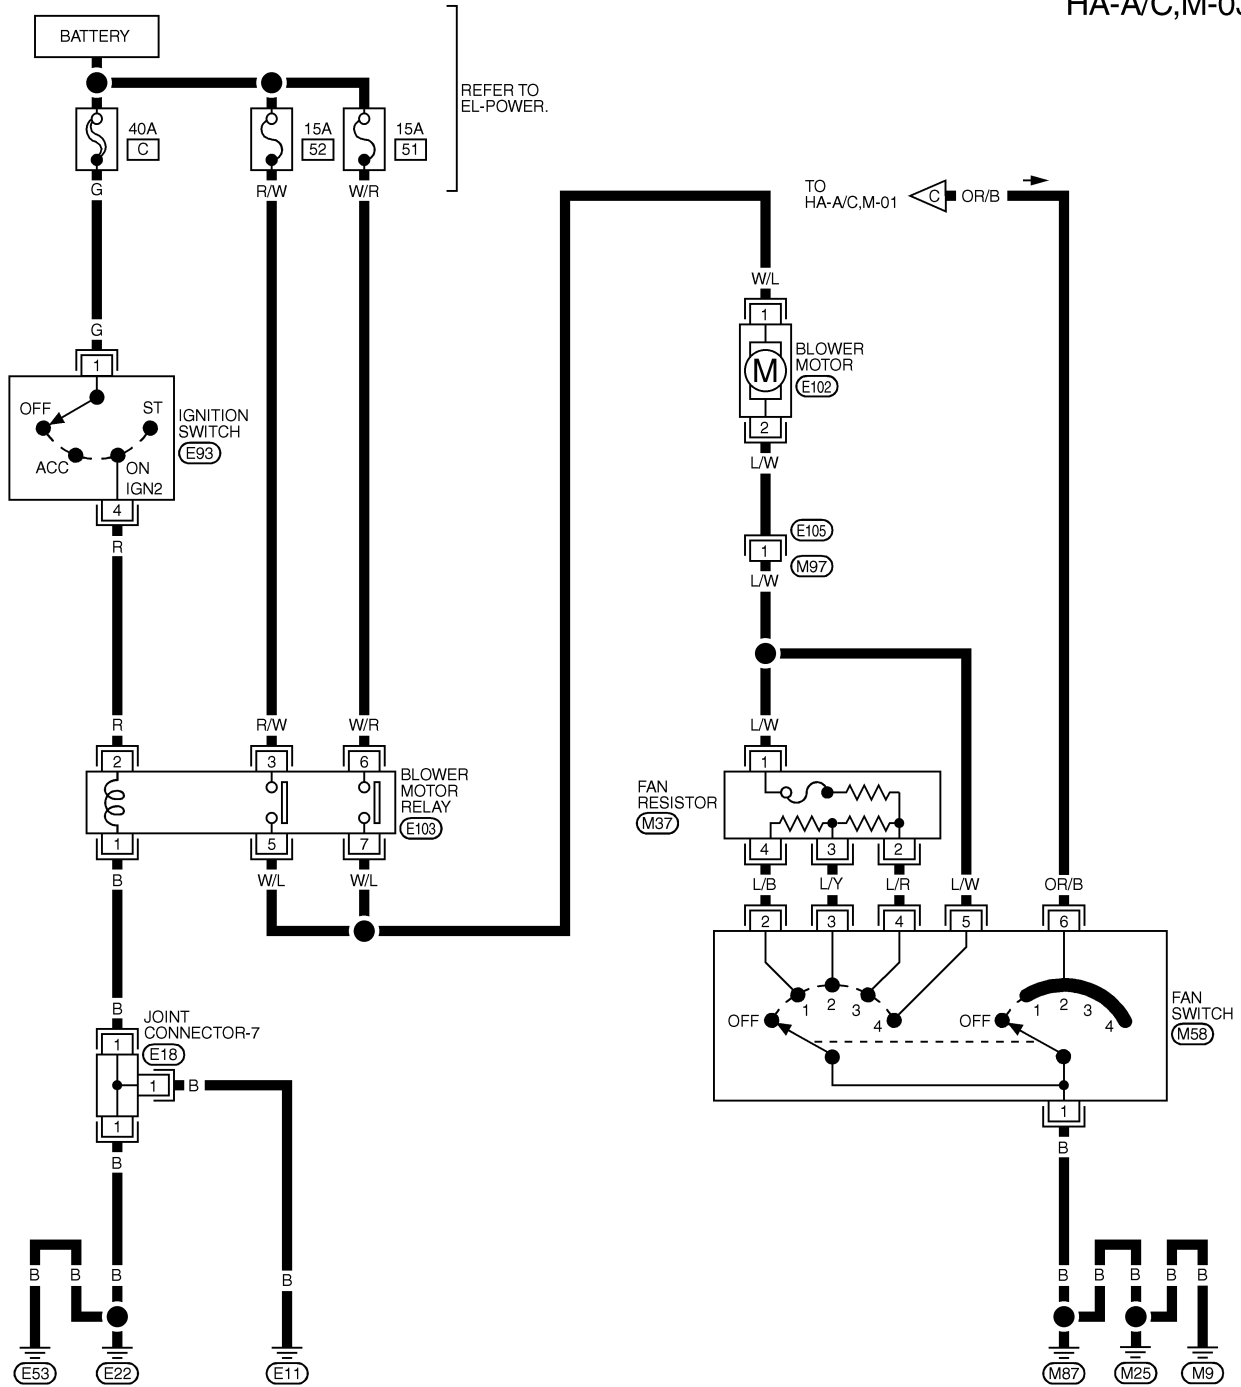 HA-A/C,M-03
BATTERY
REFER TO
EL-POWER.
40A
C
15A
52
15A
51
G
R/W
W/R
TO
HA-A/C,M-01
C
OR/B
W/L
G
1
1
BLOWER
MOTOR
E102
M
2
L/W
OFF
ST
IGNITION
SWITCH
E93
ACC
ON
IGN2
4
R
E105
1
M97
L/W
R
R/W
W/R
L/W
2
3
6
1
BLOWER
MOTOR
RELAY
E103
FAN
RESISTOR
M37
1
5
7
4
3
2
B
W/L
W/L
L/B
L/Y
L/R
L/W
OR/B
2
3
4
5
6
OFF
1
2
3
4
OFF
1
2
3
4
FAN
SWITCH
M58
B
JOINT
CONNECTOR-7
E18
1
1
B
1
1
B
B
B
B
B
B
B
B
B
B
B
B
E53
E22
E11
M87
M25
M9